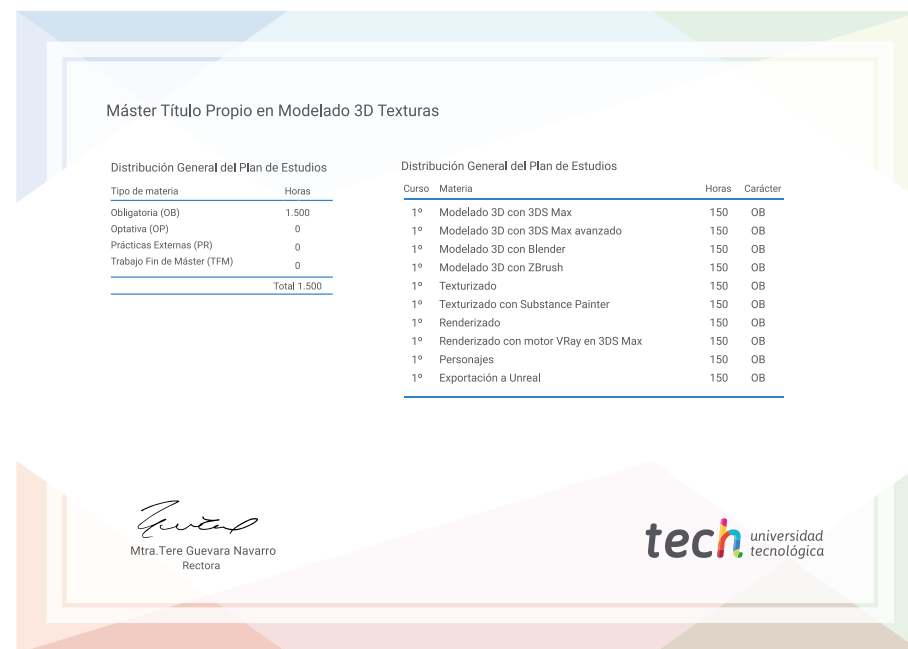 Máster Título Propio en Modelado 3D Texturas
Distribución General del Plan de Estudios
Tipo de materia Horas
Obligatoria (OB) 1.500
Optativa (OP) 0
Prácticas Externas (PR) 0
Trabajo Fin de Máster (TFM) 0
Total 1.500
Distribución General del Plan de Estudios
Curso Materia Horas Carácter
1º Modelado 3D con 3DS Max 150 OB
1º Modelado 3D con 3DS Max avanzado 150 OB
1º Modelado 3D con Blender 150 OB
1º Modelado 3D con ZBrush 150 OB
1º Texturizado 150 OB
1º Texturizado con Substance Painter 150 OB
1º Renderizado 150 OB
1º Renderizado con motor VRay en 3DS Max 150 OB
1º Personajes 150 OB
1º Exportación a Unreal 150 OB
Mtra.Tere Guevara Navarro
Rectora
tech universidad
tecnológica